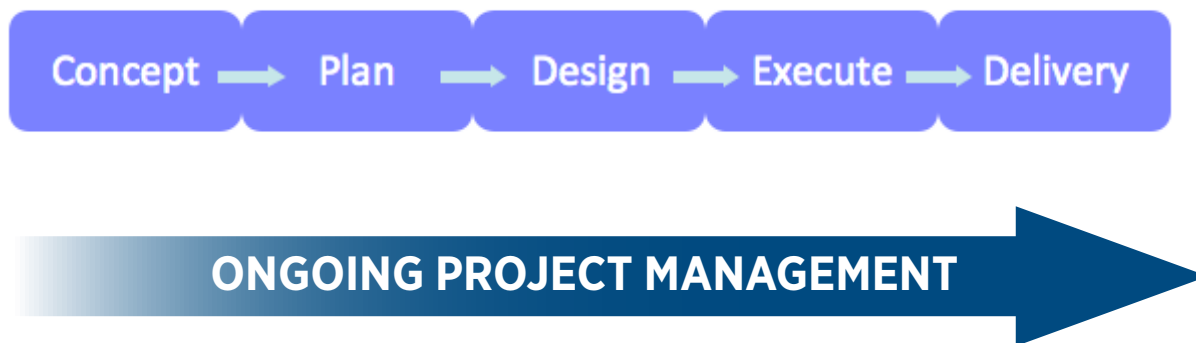 Concept Plan Design Execute Delivery
ONGOING PROJECT MANAGEMENT